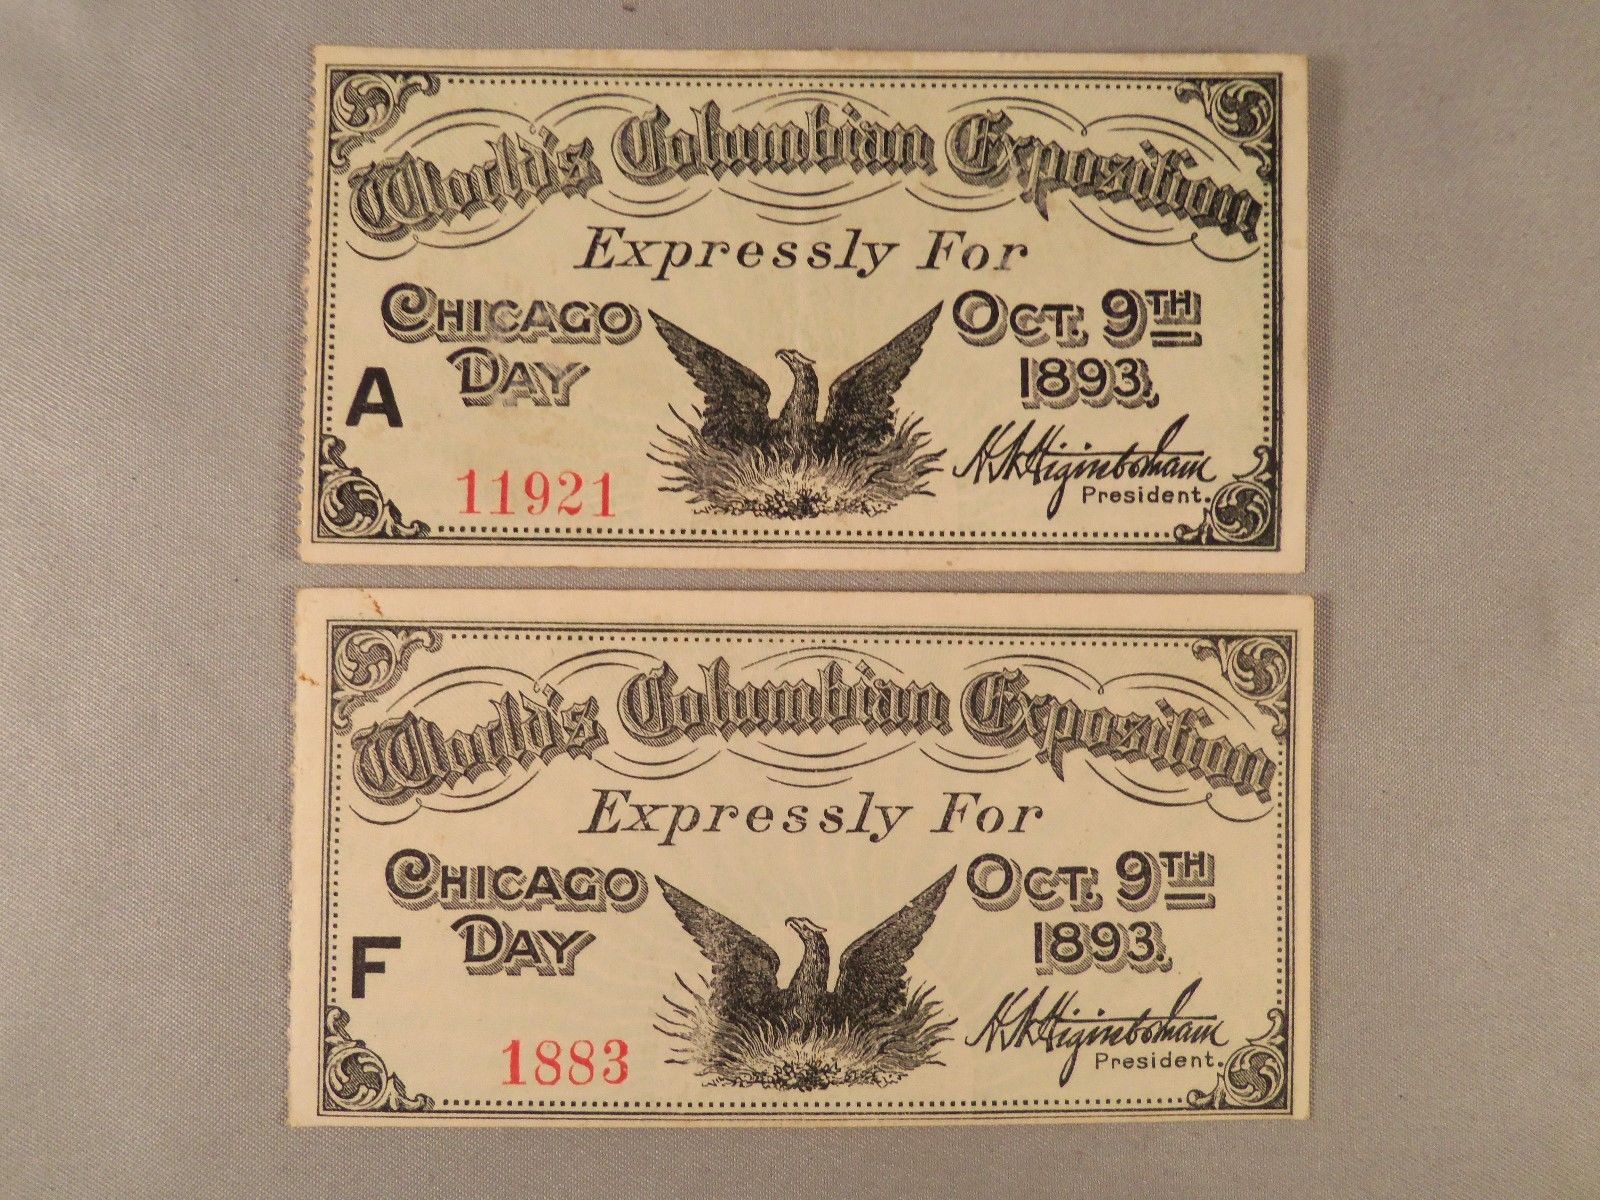 World's Columbian Exposition
Expressly For
Chicago Day
Oct. 9th 1893.
A
11921
H. N. Higinbotham
President.
World's Columbian Exposition
Expressly For
Chicago Day
Oct. 9th 1893.
F
1883
H. N. Higinbotham
President.